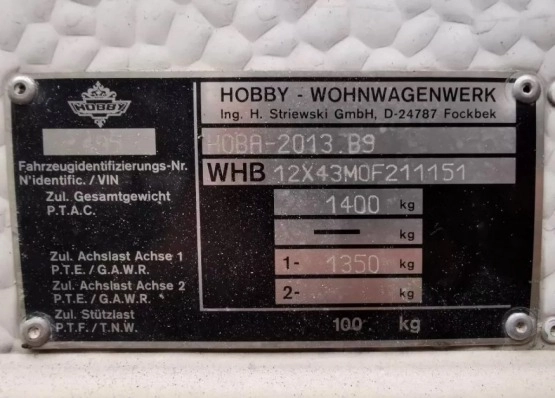 HOBBY
HOBBY - WOHNWAGENWERK
Ing. H. Striewski GmbH, D-24787 Fockbek
495
HOBA-2013.B9
Fahrzeugidentifizierungs-Nr.
N'identific./VIN
WHB 12X43M0F211151
Zul. Gesamtgewicht
P.T.A.C.
1400 kg
— kg
Zul. Achslast Achse 1
P.T.E./G.A.W.R.
1- 1350 kg
Zul. Achslast Achse 2
P.T.E./G.A.W.R.
2- kg
Zul. Stützlast
P.T.F./T.N.W.
100 kg